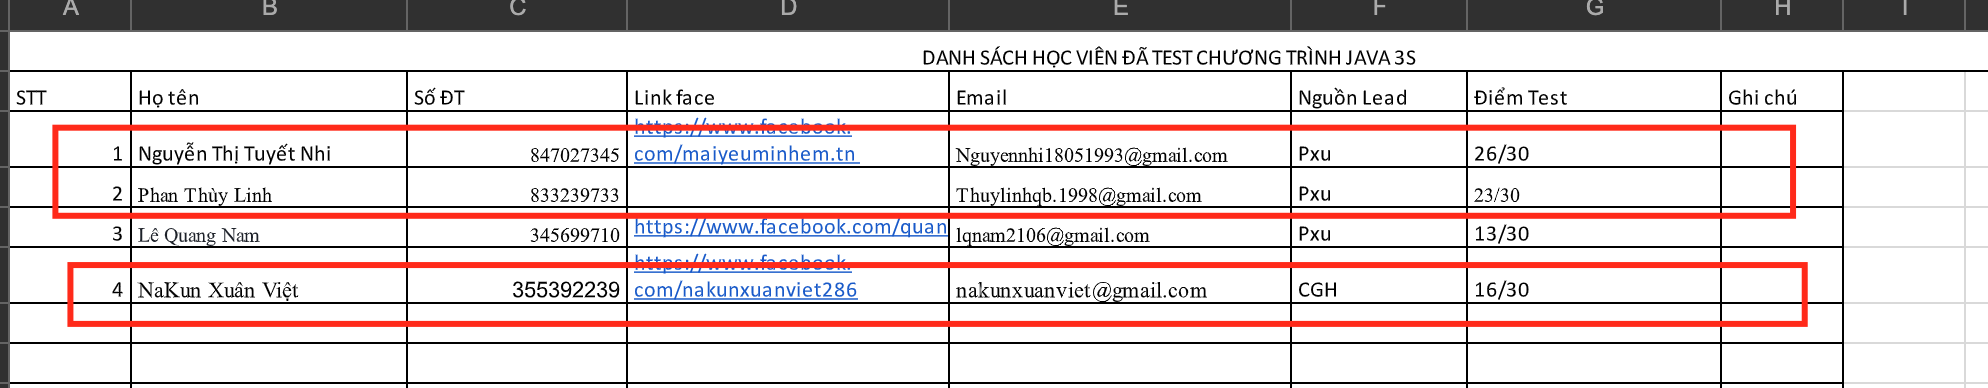 A B C D E F G H I
DANH SÁCH HỌC VIÊN ĐÃ TEST CHƯƠNG TRÌNH JAVA 3S
STT Họ tên Số ĐT Link face Email Nguồn Lead Điểm Test Ghi chú
https://www.facebook.
1 Nguyễn Thị Tuyết Nhi 847027345 com/maiyeuminhem.tn Nguyennhi18051993@gmail.com Pxu 26/30
2 Phan Thùy Linh 833239733 Thuylinhqb.1998@gmail.com Pxu 23/30
3 Lê Quang Nam 345699710 https://www.facebook.com/quan lqnam2106@gmail.com Pxu 13/30
https://www.facebook.
4 NaKun Xuân Việt 355392239 com/nakunxuanviet286 nakunxuanviet@gmail.com CGH 16/30